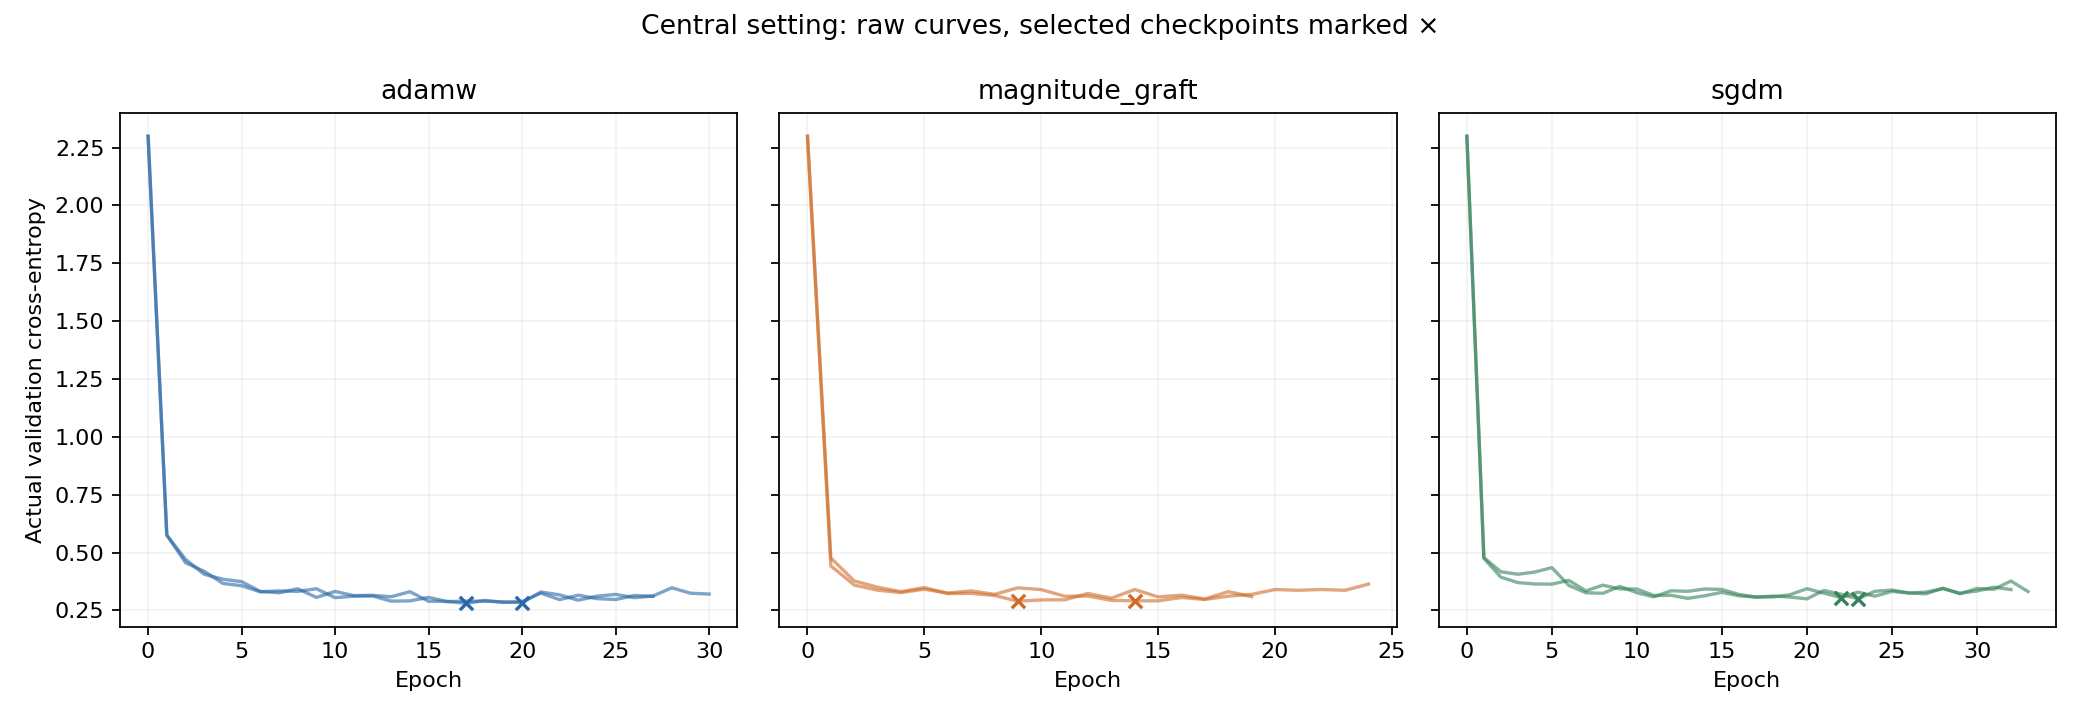 Central setting: raw curves, selected checkpoints marked ×
adamw
magnitude_graft
sgdm
Actual validation cross-entropy
2.25
2.00
1.75
1.50
1.25
1.00
0.75
0.50
0.25
0 5 10 15 20 25 30
0 5 10 15 20 25
0 5 10 15 20 25 30
Epoch
Epoch
Epoch